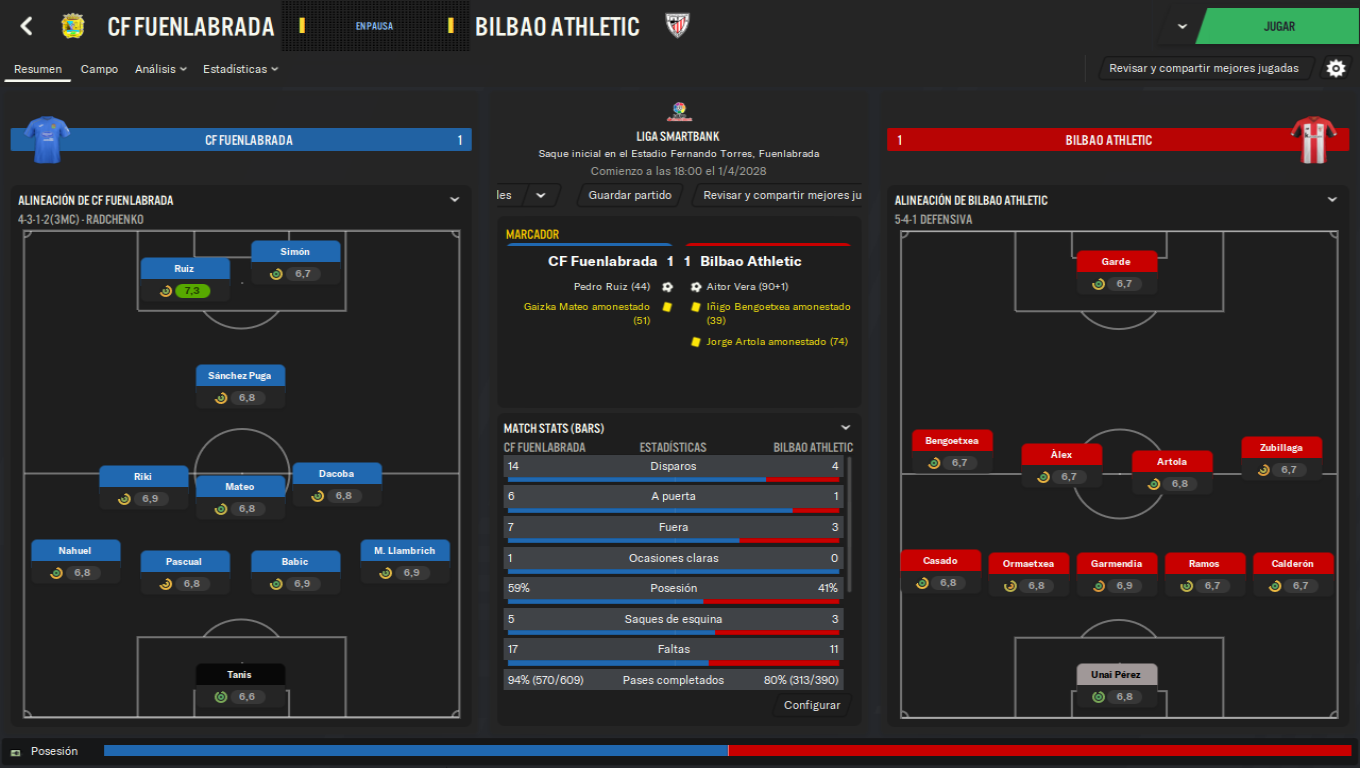 CF FUENLABRADA
EN PAUSA
BILBAO ATHLETIC
JUGAR
Resumen
Campo
Análisis
Estadísticas
Revisar y compartir mejores jugadas
CF FUENLABRADA 1
LIGA SMARTBANK
Saque inicial en el Estadio Fernando Torres, Fuenlabrada
Comienzo a las 18:00 el 1/4/2028
1 BILBAO ATHLETIC
les
Guardar partido
Revisar y compartir mejores ju
ALINEACIÓN DE CF FUENLABRADA
4-3-1-2(3MC) - RADCHENKO
Simón
6,7
Ruiz
7,3
Sánchez Puga
6,8
Dacoba
6,8
Riki
6,9
Mateo
6,8
Nahuel
6,8
Pascual
6,8
Babic
6,9
M. Llambrich
6,9
Tanis
6,6
MARCADOR
CF Fuenlabrada 1 1 Bilbao Athletic
Pedro Ruiz (44)
Aitor Vera (90+1)
Gaizka Mateo amonestado
(51)
Iñigo Bengoetxea amonestado
(39)
Jorge Artola amonestado (74)
MATCH STATS (BARS)
CF FUENLABRADA ESTADÍSTICAS BILBAO ATHLETIC
14 Disparos 4
6 A puerta 1
7 Fuera 3
1 Ocasiones claras 0
59% Posesión 41%
5 Saques de esquina 3
17 Faltas 11
94% (570/609) Pases completados 80% (313/390)
Configurar
ALINEACIÓN DE BILBAO ATHLETIC
5-4-1 DEFENSIVA
Garde
6,7
Bengoetxea
6,7
Àlex
6,7
Artola
6,8
Zubillaga
6,7
Casado
6,8
Ormaetxea
6,8
Garmendia
6,9
Ramos
6,7
Calderón
6,7
Unai Pérez
6,8
Posesión